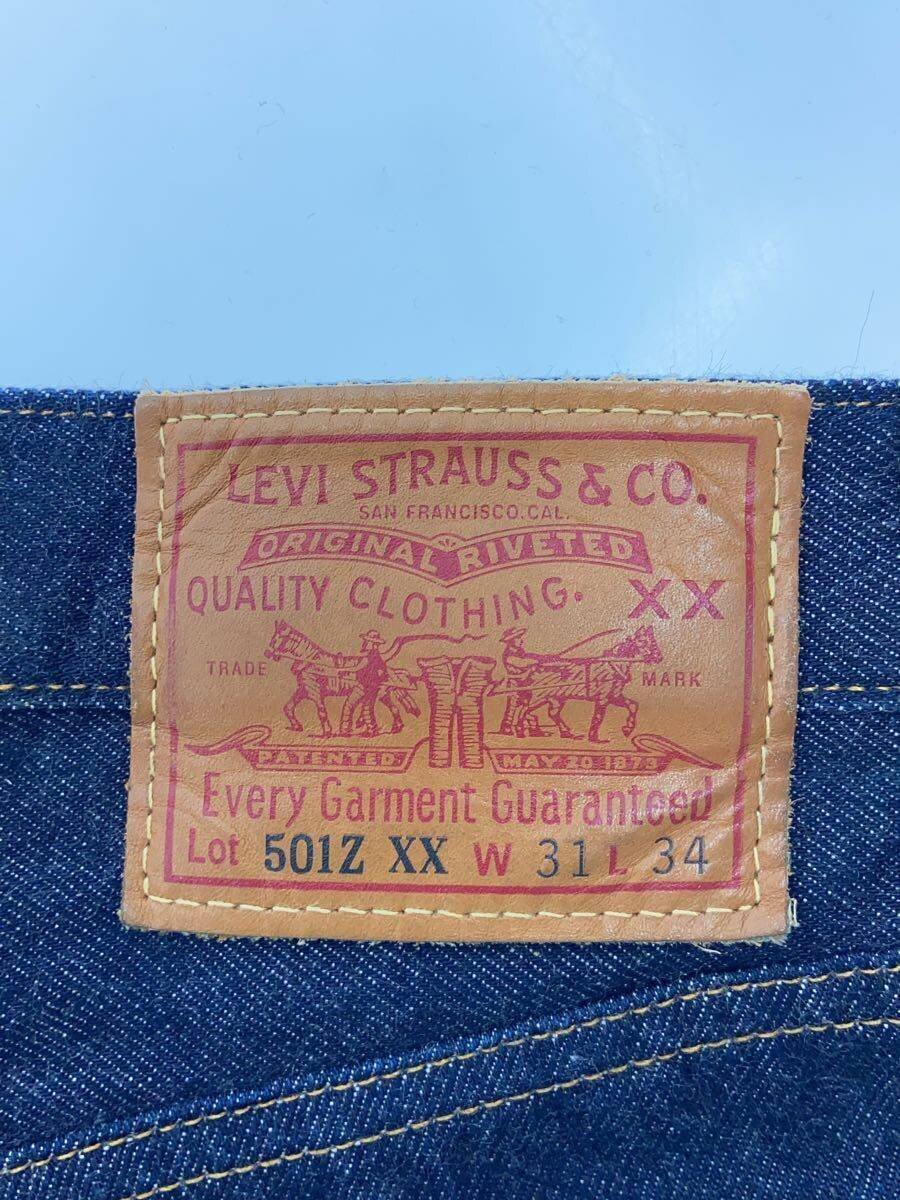 LEVI STRAUSS & CO.
SAN FRANCISCO. CAL.
ORIGINAL RIVETED
QUALITY CLOTHING. XX
TRADE MARK
PATENTED MAY 20 1873
Every Garment Guaranteed
Lot 501Z XX W 31 L 34